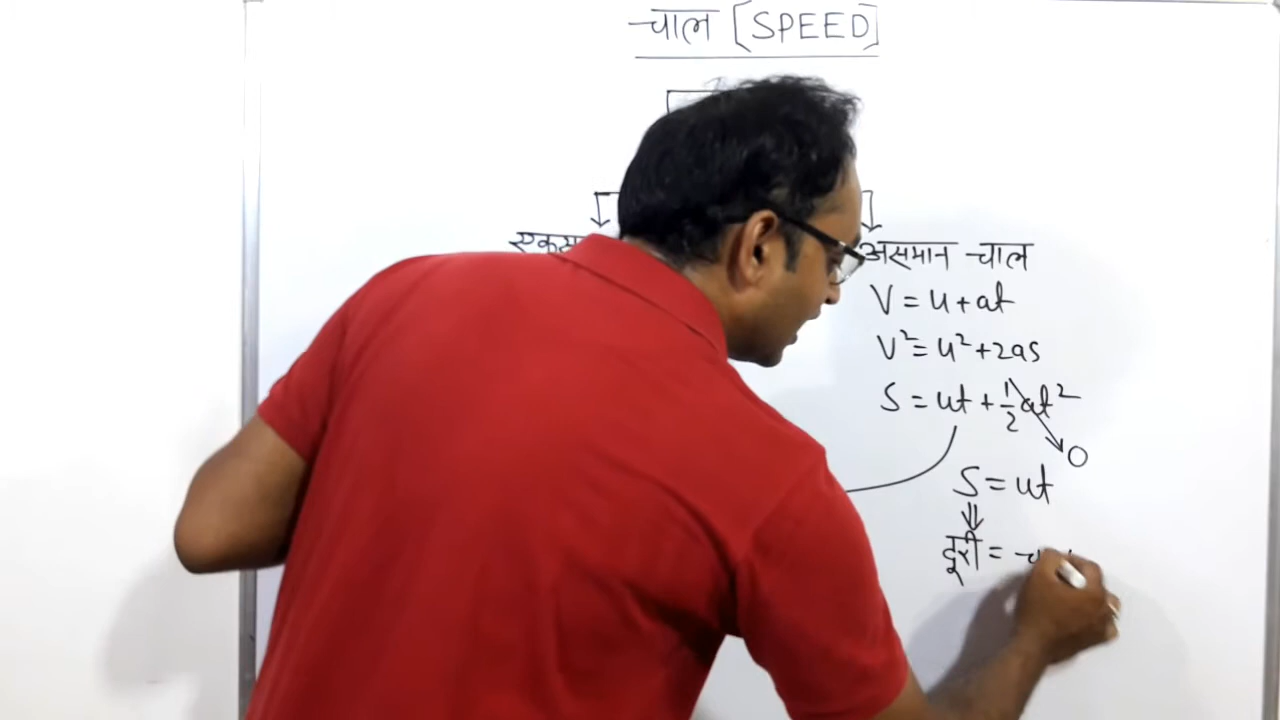 चाल [SPEED]
असमान चाल
V = u + at
V² = u² + 2as
S = ut + ½at²
0
S = ut
दूरी =